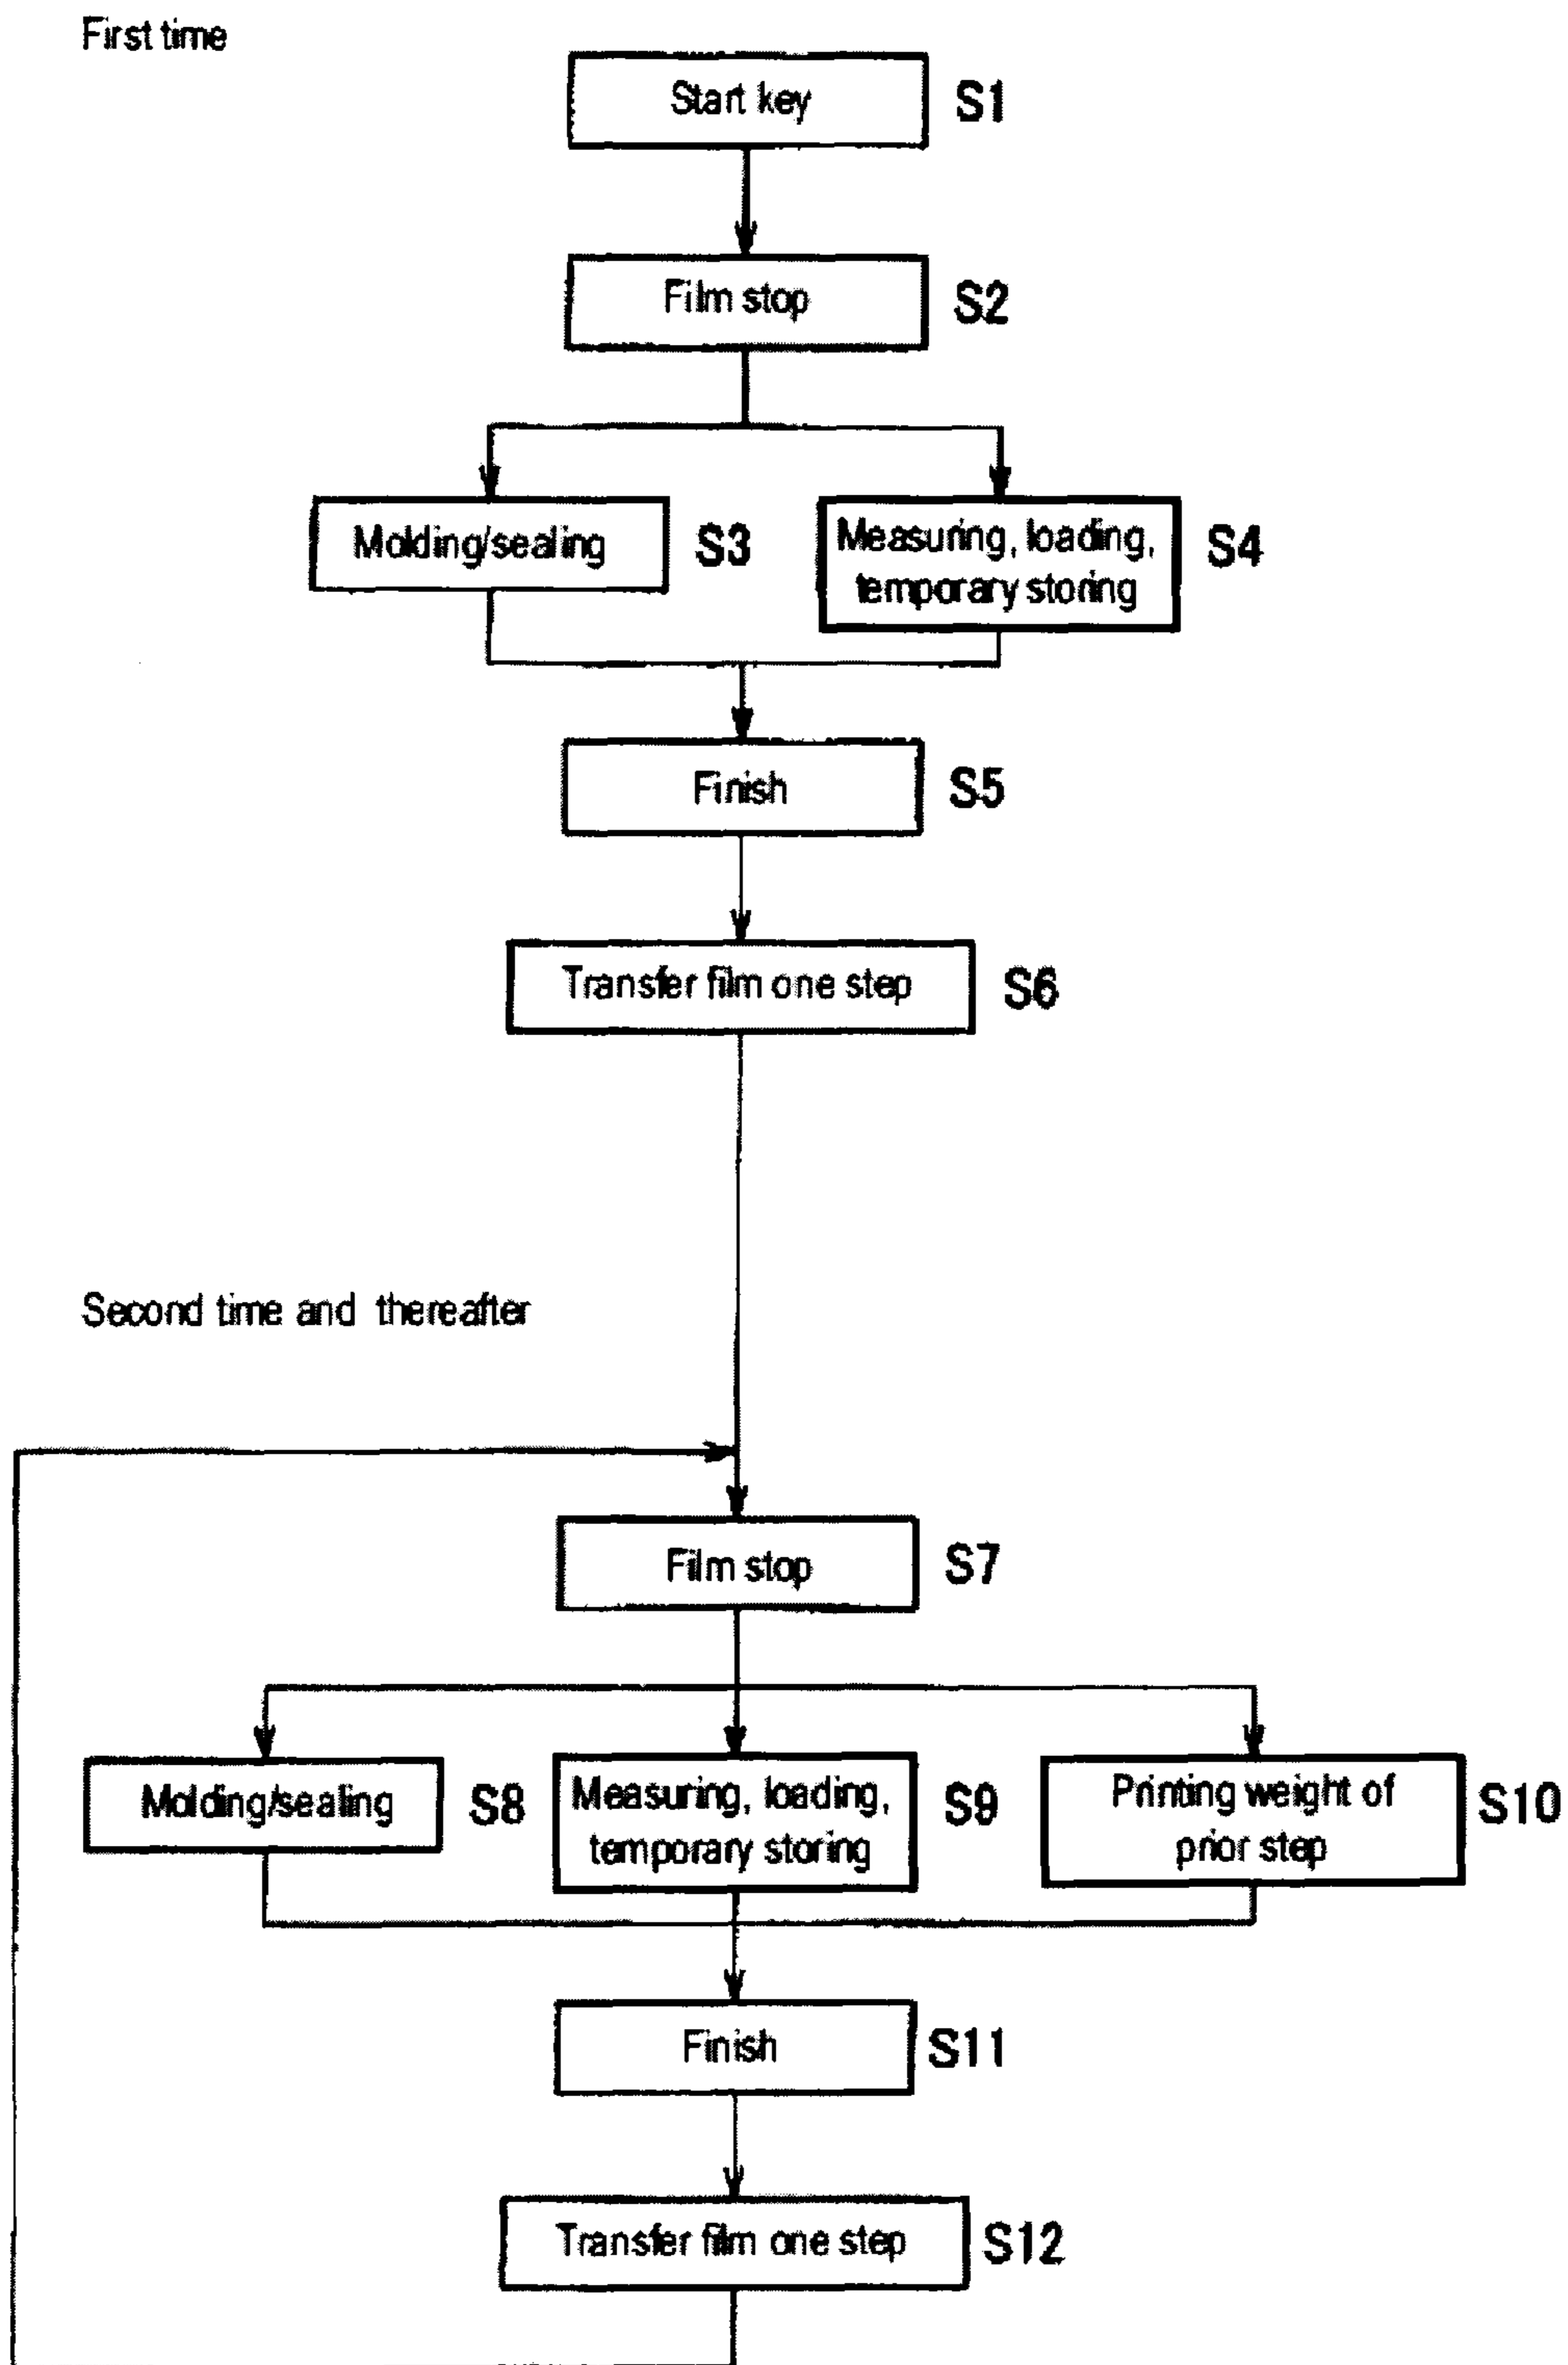 First time
Start key S1
Film stop S2
Molding/sealing S3
Measuring, loading, S4
temporary storing
Finish S5
Transfer film one step S6
Second time and thereafter
Film stop S7
Molding/sealing S8
Measuring, loading, S9
temporary storing
Printing weight of S10
prior step
Finish S11
Transfer film one step S12